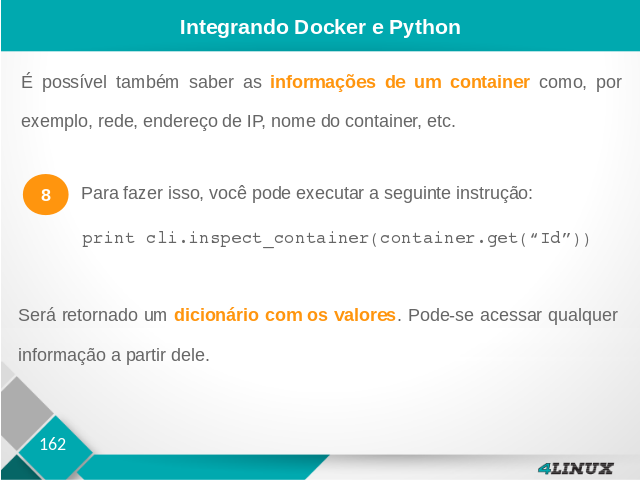 Integrando Docker e Python
É possível também saber as informações de um container como, por
exemplo, rede, endereço de IP, nome do container, etc.
8
Para fazer isso, você pode executar a seguinte instrução:
print cli.inspect_container(container.get(“Id”))
Será retornado um dicionário com os valores. Pode-se acessar qualquer
informação a partir dele.
162
4LINUX